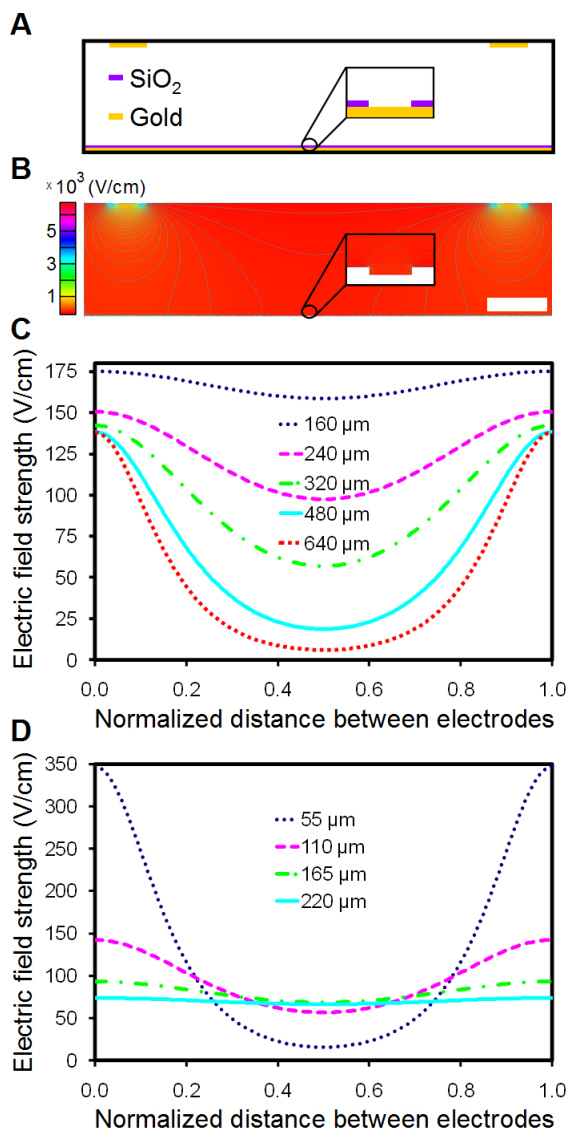 A
SiO₂
Gold
B
× 10³ (V/cm)
5
3
1
C
Electric field strength (V/cm)
175
150
125
100
75
50
25
0
160 µm
240 µm
320 µm
480 µm
640 µm
0.0 0.2 0.4 0.6 0.8 1.0
Normalized distance between electrodes
D
Electric field strength (V/cm)
350
300
250
200
150
100
50
0
55 µm
110 µm
165 µm
220 µm
0.0 0.2 0.4 0.6 0.8 1.0
Normalized distance between electrodes